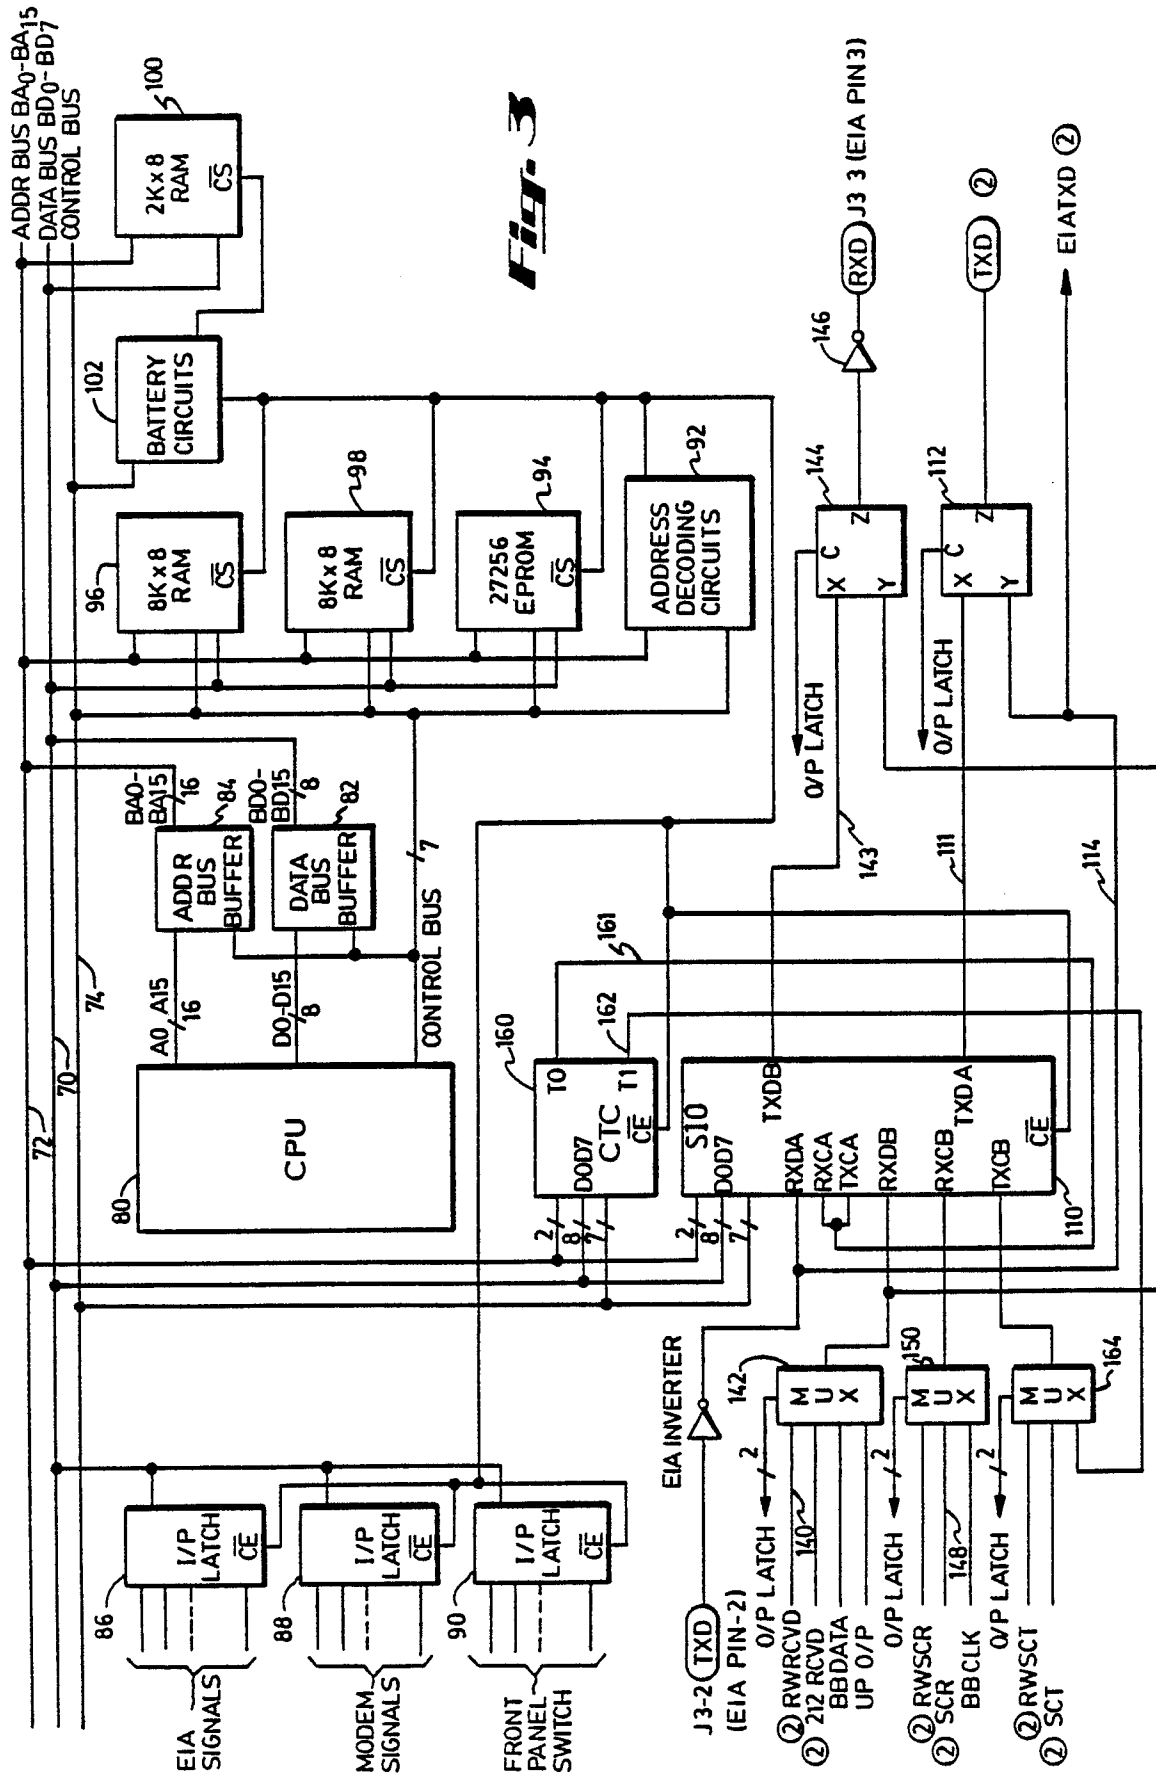 ADDR BUS BA0-BA15
DATA BUS BD0-BD7
CONTROL BUS
72
70
74
80
CPU
A0 A15
16
D0-D15
8
CONTROL BUS
7
ADDR
BUS
BUFFER
84
BA0-
BA15
16
DATA
BUS
BUFFER
82
BD0-
BD15
8
96
8K x 8
RAM
CS
98
8K x 8
RAM
CS
94
27256
EPROM
CS
92
ADDRESS
DECODING
CIRCUITS
102
BATTERY
CIRCUITS
100
2K x 8
RAM
CS
Fig. 3
EIA
SIGNALS
86
I/P
LATCH
CE
MODEM
SIGNALS
88
I/P
LATCH
CE
FRONT
PANEL
SWITCH
90
I/P
LATCH
CE
160
2
8
7
D0D7
CTC
CE
T0
T1
161
162
2
8
7
SIO
D0D7
RXDA
RXCA
TXCA
RXDB
RXCB
TXCB
TXDB
TXDA
CE
110
EIA INVERTER
J3-2 TXD
(EIA PIN-2)
O/P LATCH
2
142
MUX
② RWRCVD
② 212 RCVD
BBDATA
UP O/P
140
O/P LATCH
2
150
MUX
② RWSCR
② SCR
BBCLK
148
O/P LATCH
2
164
MUX
② RWSCT
② SCT
143
111
114
O/P LATCH
144
X
C
Y
Z
146
RXD J3 3 (EIA PIN3)
O/P LATCH
112
X
C
Y
Z
TXD ②
EIATXD ②